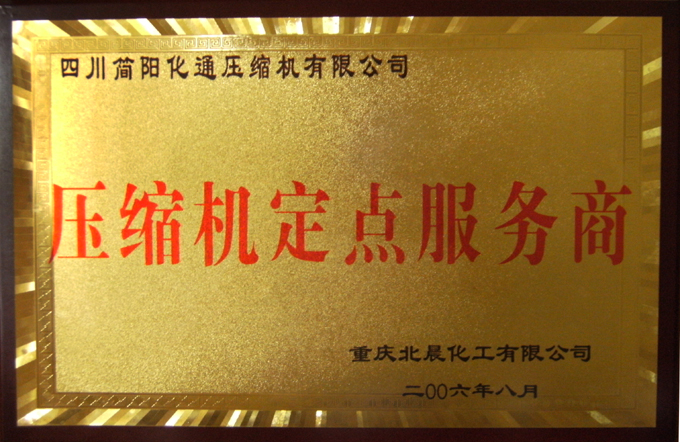 四川简阳化通压缩机有限公司
压缩机定点服务商
重庆北晨化工有限公司
二00六年八月